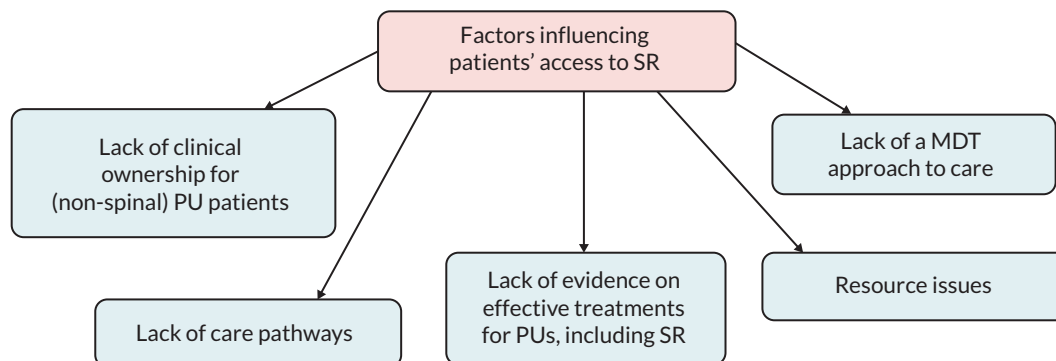 Factors influencing
patients’ access to SR
Lack of clinical
ownership for
(non-spinal) PU patients
Lack of a MDT
approach to care
Lack of care pathways
Lack of evidence on
effective treatments
for PUs, including SR
Resource issues